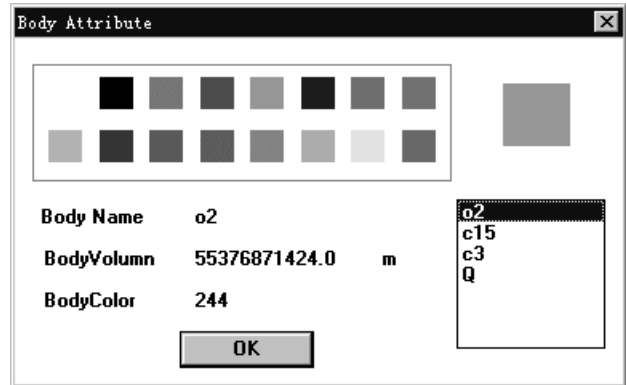 Body Attribute
Body Name o2
BodyVolumn 55376871424.0 m
BodyColor 244
OK
o2
c15
c3
Q